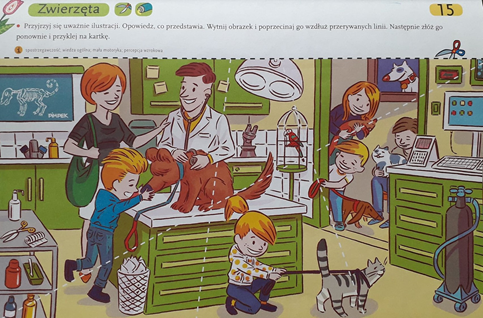 Zwierzęta
15
Przyjrzyj się uważnie ilustracji. Opowiedz, co przedstawia. Wytnij obrazek i poprzecinaj go wzdłuż przerywanych linii. Następnie złóż go
ponownie i przyklej na kartkę.
spostrzegawczość, wiedza ogólna, mała motoryka, percepcja wzrokowa